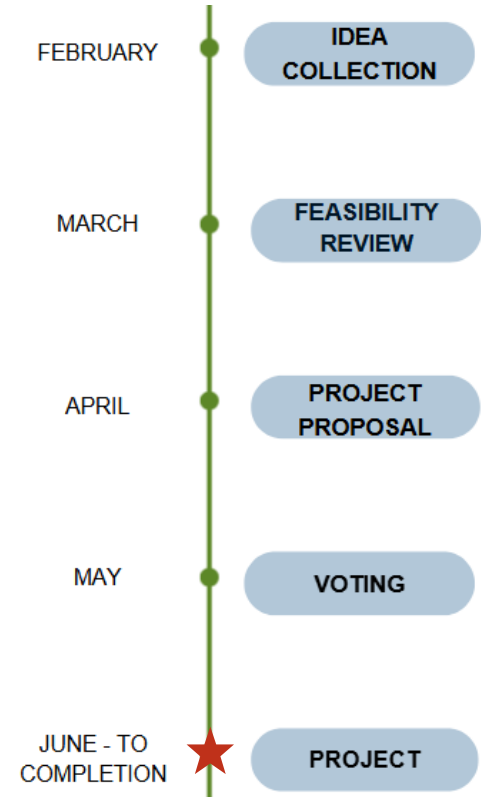 FEBRUARY
IDEA
COLLECTION
MARCH
FEASIBILITY
REVIEW
APRIL
PROJECT
PROPOSAL
MAY
VOTING
JUNE - TO
COMPLETION
PROJECT